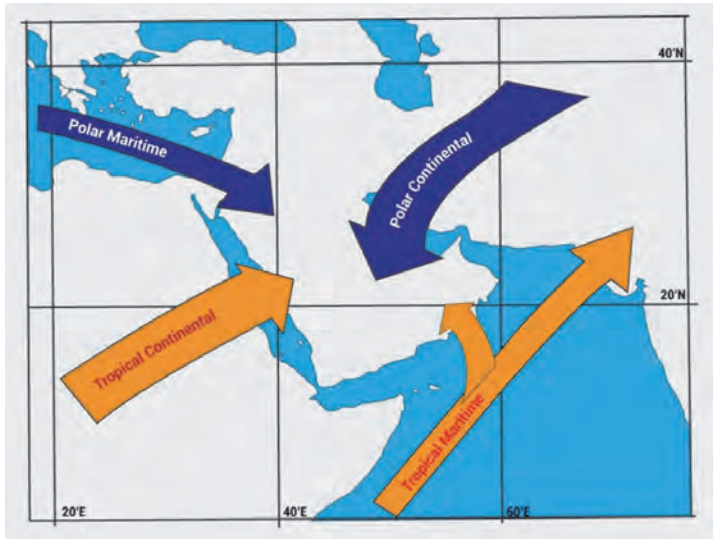 40'N
Polar Maritime
Polar Continental
20'N
Tropical Continental
Tropical Maritime
20'E
40'E
60'E